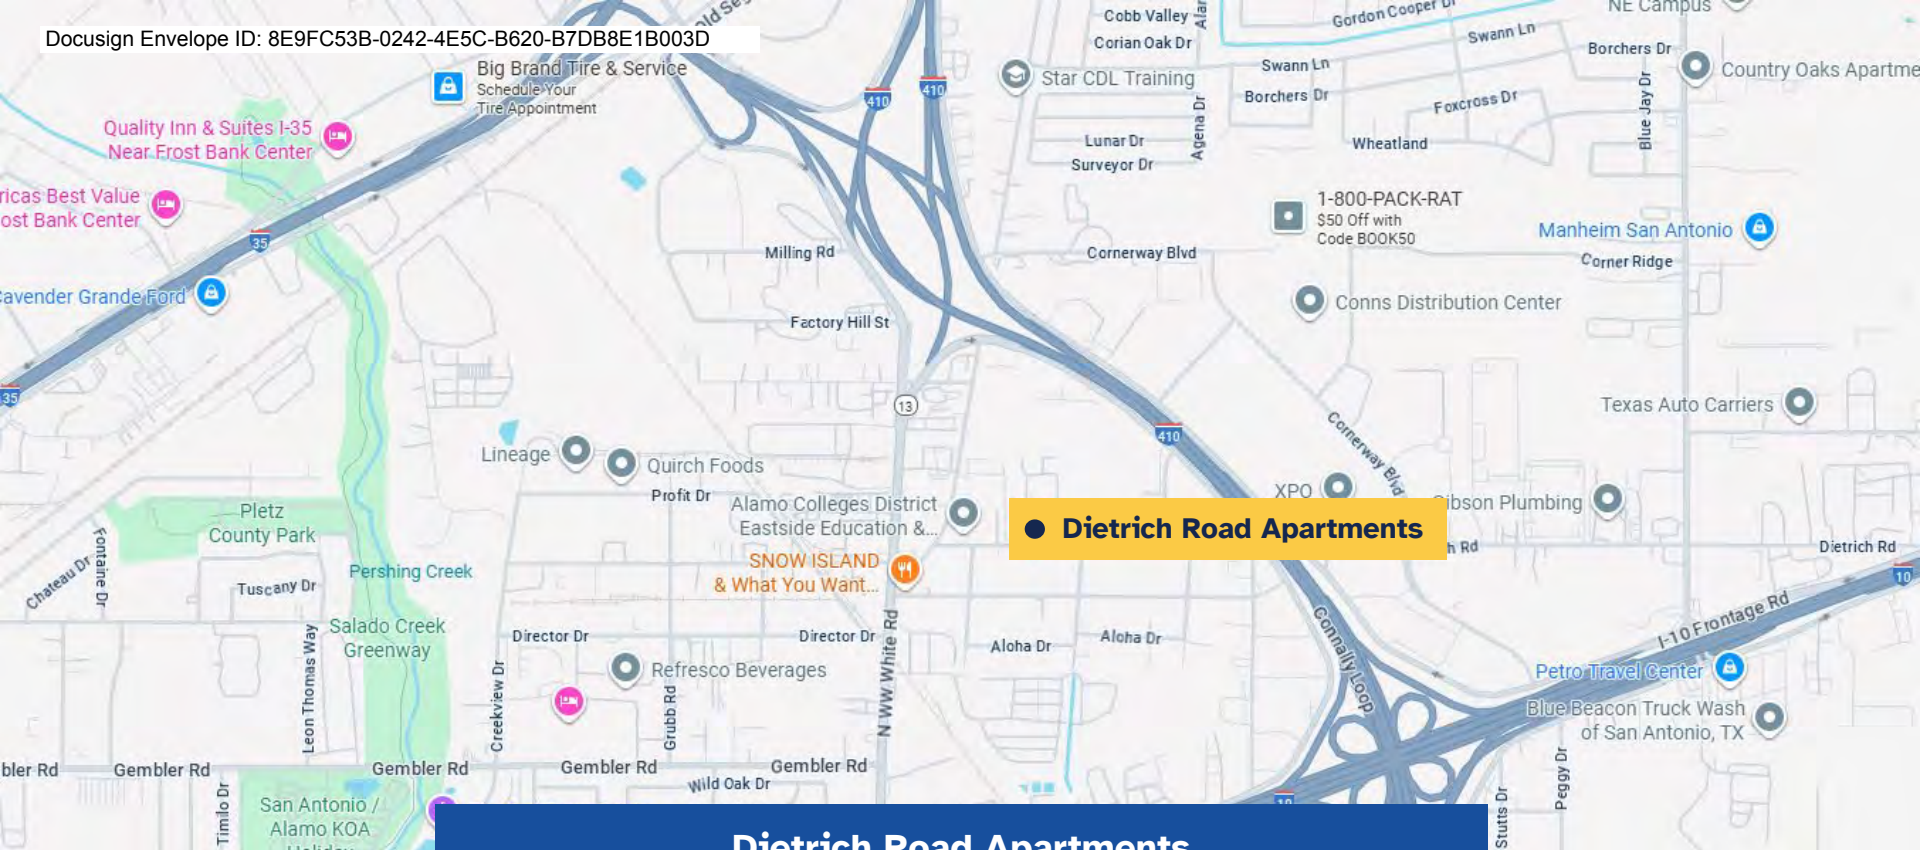 Docusign Envelope ID: 8E9FC53B-0242-4E5C-B620-B7DB8E1B003D
Cobb Valley
Corian Oak Dr
Gordon Cooper Dr
NE Campus
Swann Ln
Swann Ln
Borchers Dr
Borchers Dr
Country Oaks Apartme
Blue Jay Dr
Foxcross Dr
Wheatland
Big Brand Tire & Service
Schedule Your
Tire Appointment
Star CDL Training
410
410
Agena Dr
Lunar Dr
Surveyor Dr
Quality Inn & Suites I-35
Near Frost Bank Center
ricas Best Value
ost Bank Center
35
1-800-PACK-RAT
$50 Off with
Code BOOK50
Manheim San Antonio
Corner Ridge
Milling Rd
Cornerway Blvd
Cavender Grande Ford
Conns Distribution Center
Factory Hill St
35
13
410
Texas Auto Carriers
Cornerway Blvd
Lineage
Quirch Foods
Profit Dr
Alamo Colleges District
Eastside Education &...
XPO
Gibson Plumbing
Dietrich Road Apartments
h Rd
Dietrich Rd
Pletz
County Park
Fontaine Dr
Chateau Dr
Tuscany Dr
Pershing Creek
SNOW ISLAND
& What You Want...
10
I-10 Frontage Rd
Salado Creek
Greenway
Leon Thomas Way
Director Dr
Director Dr
N WW White Rd
Aloha Dr
Aloha Dr
Connally Loop
Creekview Dr
Refresco Beverages
Grubb Rd
Petro Travel Center
Blue Beacon Truck Wash
of San Antonio, TX
bler Rd
Gembler Rd
Gembler Rd
Gembler Rd
Gembler Rd
Wild Oak Dr
Timilo Dr
San Antonio /
Alamo KOA
Holiday
10
Stutts Dr
Peggy Dr
Dietrich Road Apartments